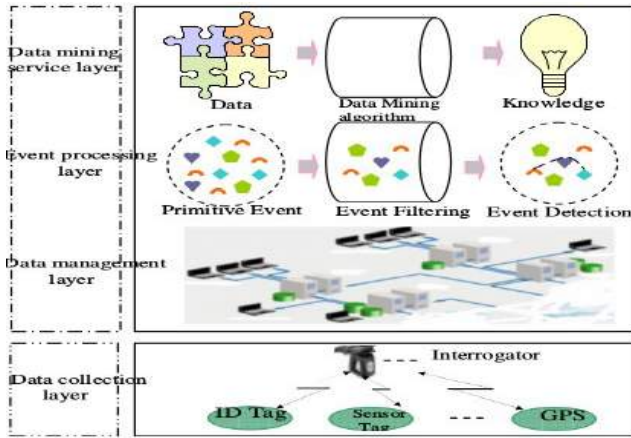 Data mining
service layer
Data
Data Mining
algorithm
Knowledge
Event processing
layer
Primitive Event
Event Filtering
Event Detection
Data management
layer
Data collection
layer
Interrogator
ID Tag
Sensor
Tag
GPS